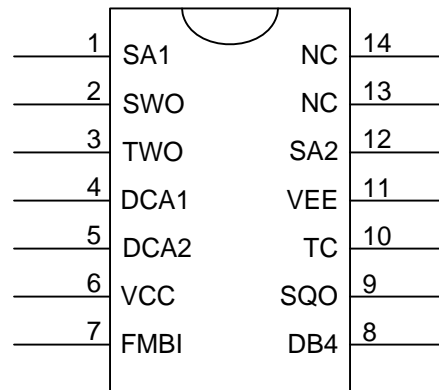 1 SA1 NC 14
2 SWO NC 13
3 TWO SA2 12
4 DCA1 VEE 11
5 DCA2 TC 10
6 VCC SQO 9
7 FMBI DB4 8